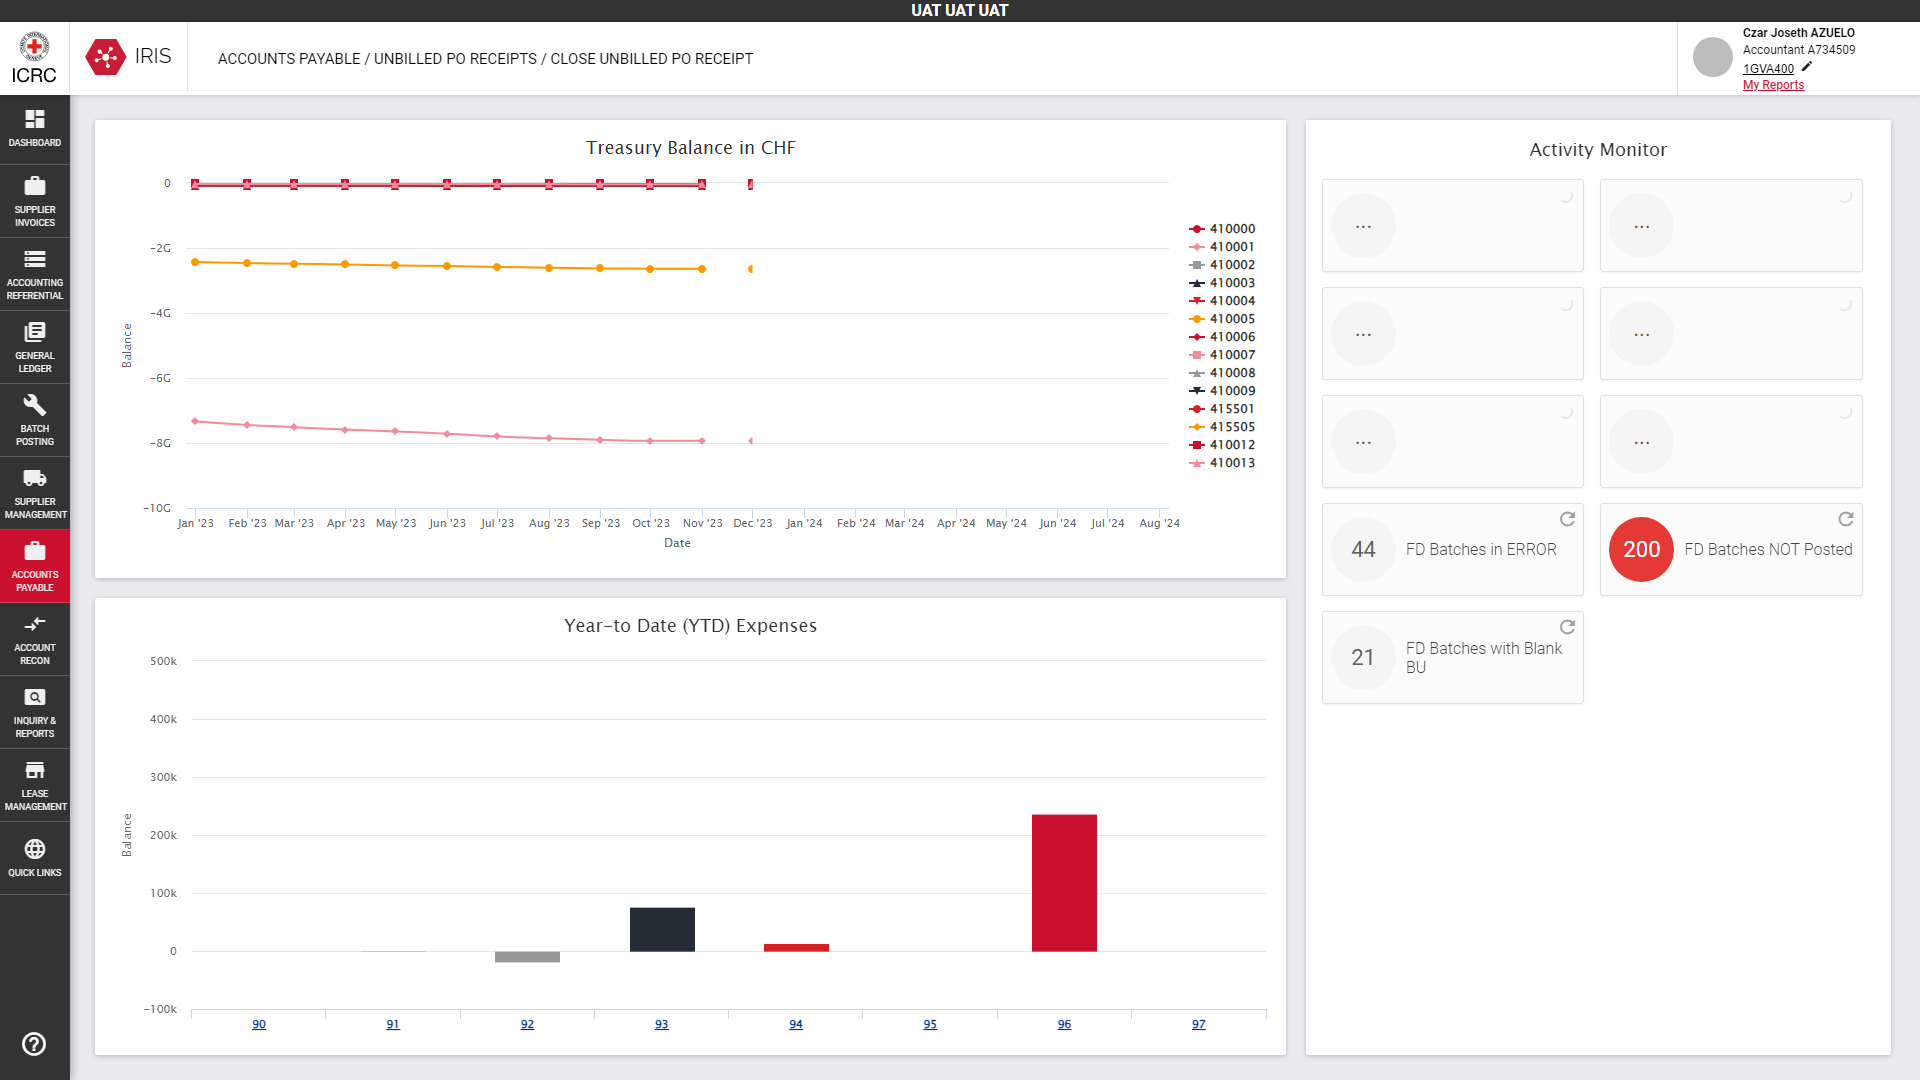 UAT UAT UAT
ICRC
IRIS
ACCOUNTS PAYABLE / UNBILLED PO RECEIPTS / CLOSE UNBILLED PO RECEIPT
Czar Joseth AZUELO
Accountant A734509
1GVA400
My Reports
DASHBOARD
SUPPLIER
INVOICES
ACCOUNTING
REFERENTIAL
GENERAL
LEDGER
BATCH
POSTING
SUPPLIER
MANAGEMENT
ACCOUNTS
PAYABLE
ACCOUNT
RECON
INQUIRY &
REPORTS
LEASE
MANAGEMENT
QUICK LINKS
Treasury Balance in CHF
Balance
0
−2G
−4G
−6G
−8G
−10G
Jan '23 Feb '23 Mar '23 Apr '23 May '23 Jun '23 Jul '23 Aug '23 Sep '23 Oct '23 Nov '23 Dec '23 Jan '24 Feb '24 Mar '24 Apr '24 May '24 Jun '24 Jul '24 Aug '24
Date
410000
410001
410002
410003
410004
410005
410006
410007
410008
410009
415501
415505
410012
410013
Year-to Date (YTD) Expenses
Balance
500k
400k
300k
200k
100k
0
−100k
90 91 92 93 94 95 96 97
Activity Monitor
... ...
... ...
... ...
44 FD Batches in ERROR
200 FD Batches NOT Posted
21 FD Batches with Blank
BU